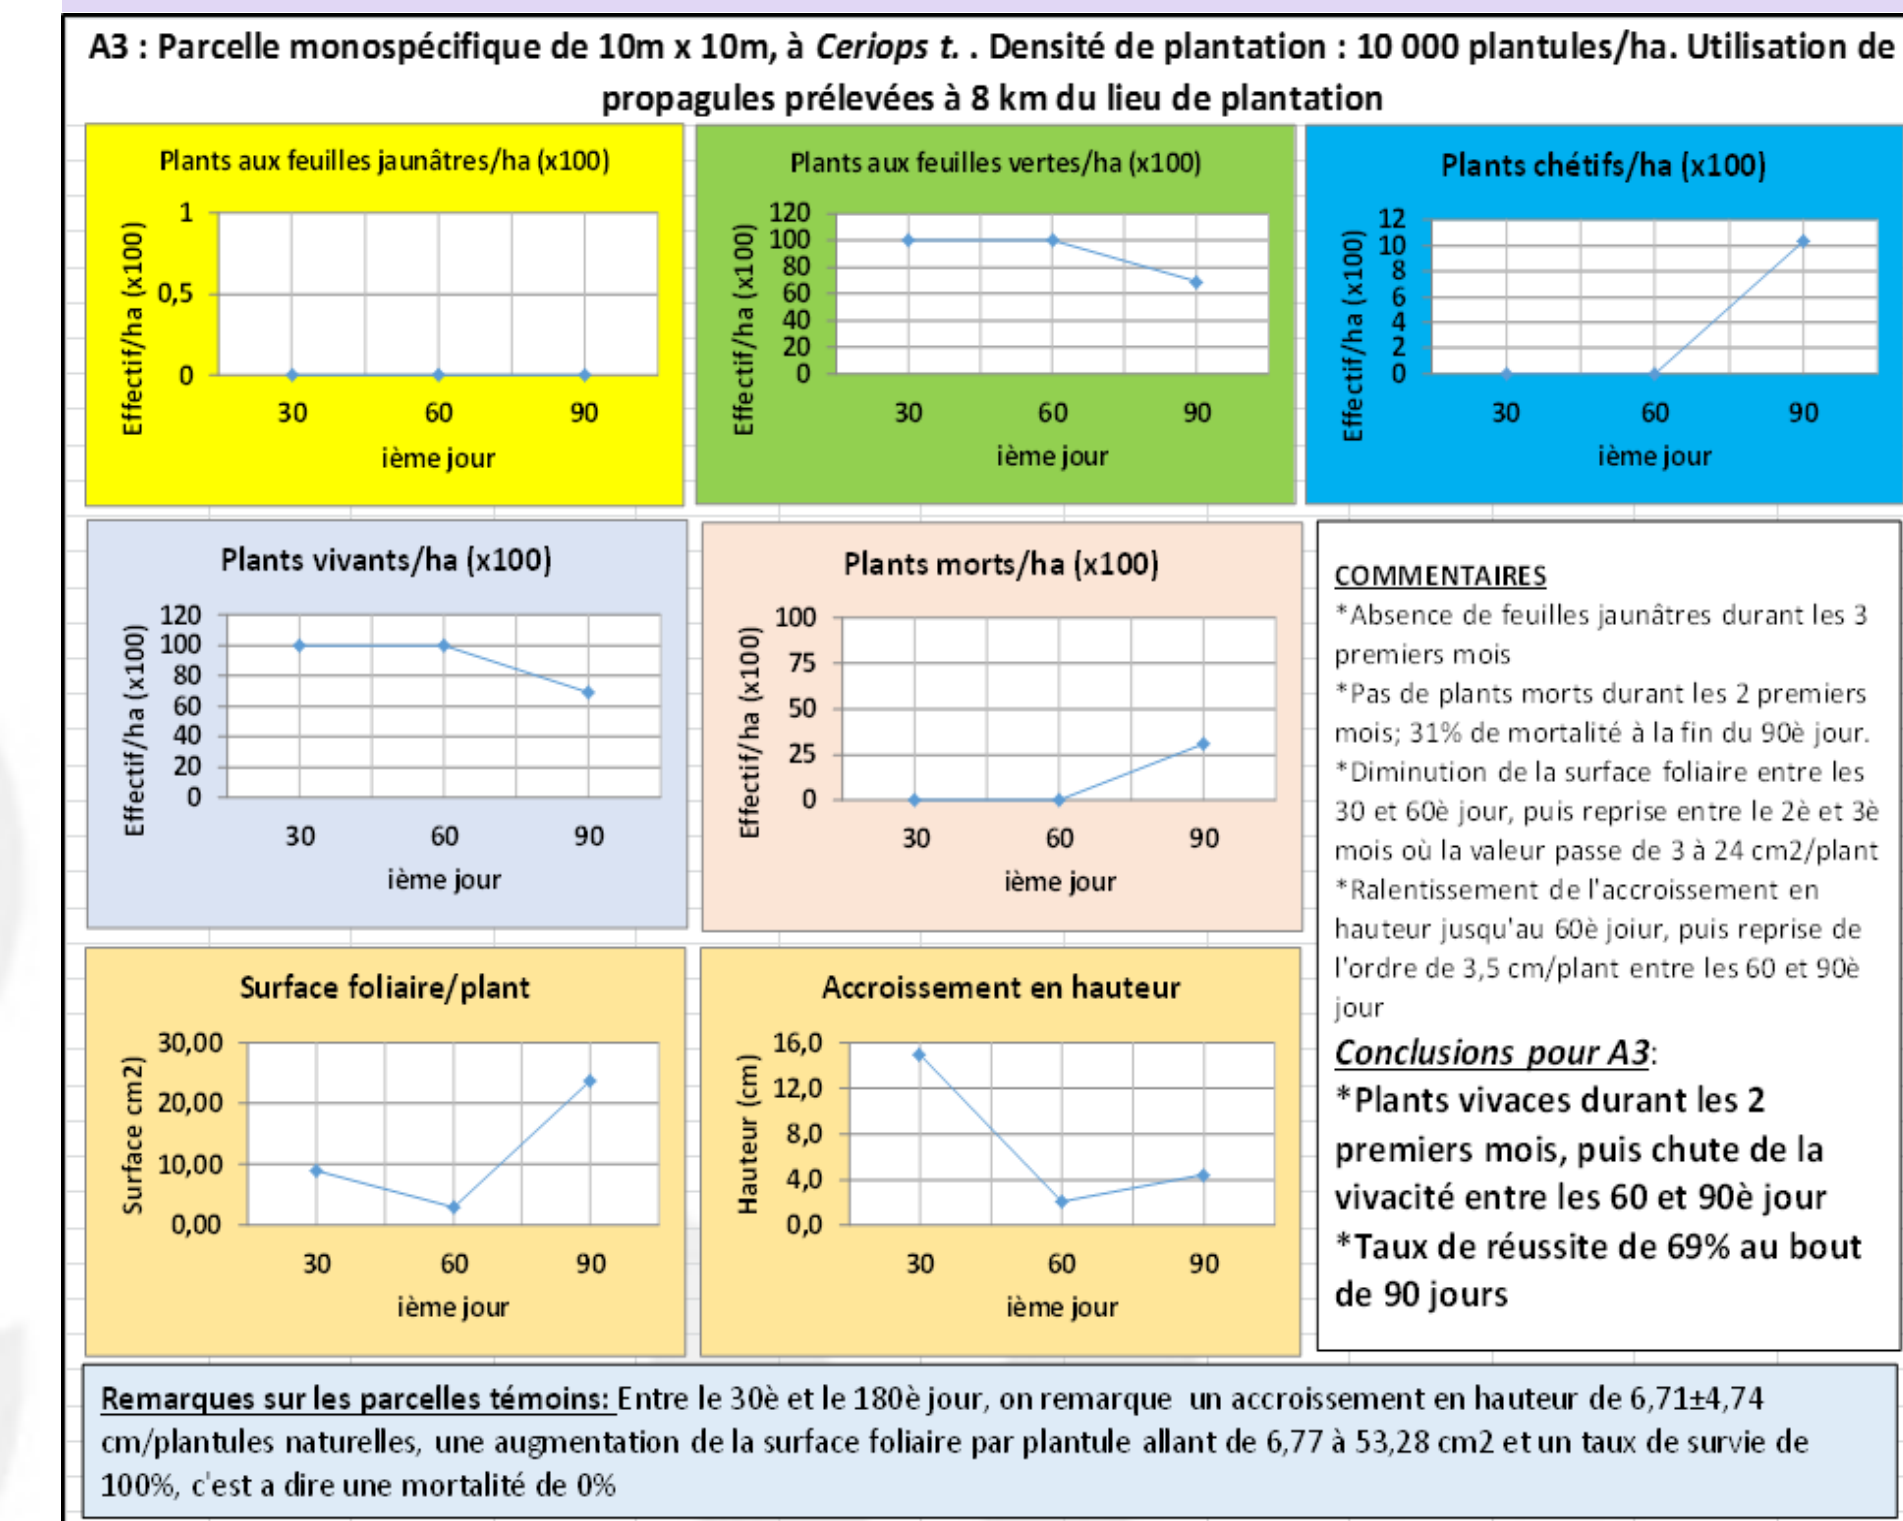 A3 : Parcelle monospécifique de 10m x 10m, à Ceriops t. . Densité de plantation : 10 000 plantules/ha. Utilisation de
propagules prélevées à 8 km du lieu de plantation
Plants aux feuilles jaunâtres/ha (x100)
Effectif/ha (x100)
1
0,5
0
30 60 90
ième jour
Plants aux feuilles vertes/ha (x100)
Effectif/ha (x100)
120
100
80
60
40
20
0
30 60 90
ième jour
Plants chétifs/ha (x100)
Effectif/ha (x100)
12
10
8
6
4
2
0
30 60 90
ième jour
Plants vivants/ha (x100)
Effectif/ha (x100)
120
100
80
60
40
20
0
30 60 90
ième jour
Plants morts/ha (x100)
Effectif/ha (x100)
100
75
50
25
0
30 60 90
ième jour
Surface foliaire/plant
Surface cm2)
30,00
20,00
10,00
0,00
30 60 90
ième jour
Accroissement en hauteur
Hauteur (cm)
16,0
12,0
8,0
4,0
0,0
30 60 90
ième jour
COMMENTAIRES
*Absence de feuilles jaunâtres durant les 3
premiers mois
*Pas de plants morts durant les 2 premiers
mois; 31% de mortalité à la fin du 90è jour.
*Diminution de la surface foliaire entre les
30 et 60è jour, puis reprise entre le 2è et 3è
mois où la valeur passe de 3 à 24 cm2/plant
*Ralentissement de l'accroissement en
hauteur jusqu'au 60è joiur, puis reprise de
l'ordre de 3,5 cm/plant entre les 60 et 90è
jour
Conclusions pour A3:
*Plants vivaces durant les 2
premiers mois, puis chute de la
vivacité entre les 60 et 90è jour
*Taux de réussite de 69% au bout
de 90 jours
Remarques sur les parcelles témoins: Entre le 30è et le 180è jour, on remarque un accroissement en hauteur de 6,71±4,74
cm/plantules naturelles, une augmentation de la surface foliaire par plantule allant de 6,77 à 53,28 cm2 et un taux de survie de
100%, c'est a dire une mortalité de 0%